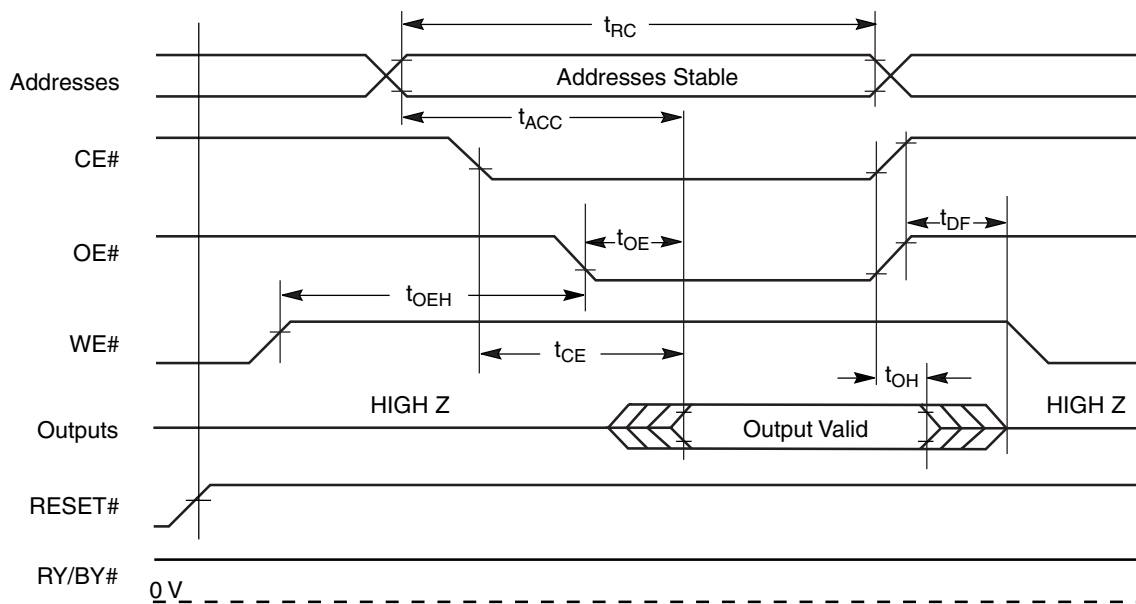 tRC
Addresses
Addresses Stable
tACC
CE#
tDF
OE#
tOE
tOEH
WE#
tCE
tOH
HIGH Z
HIGH Z
Outputs
Output Valid
RESET#
RY/BY#
0 V